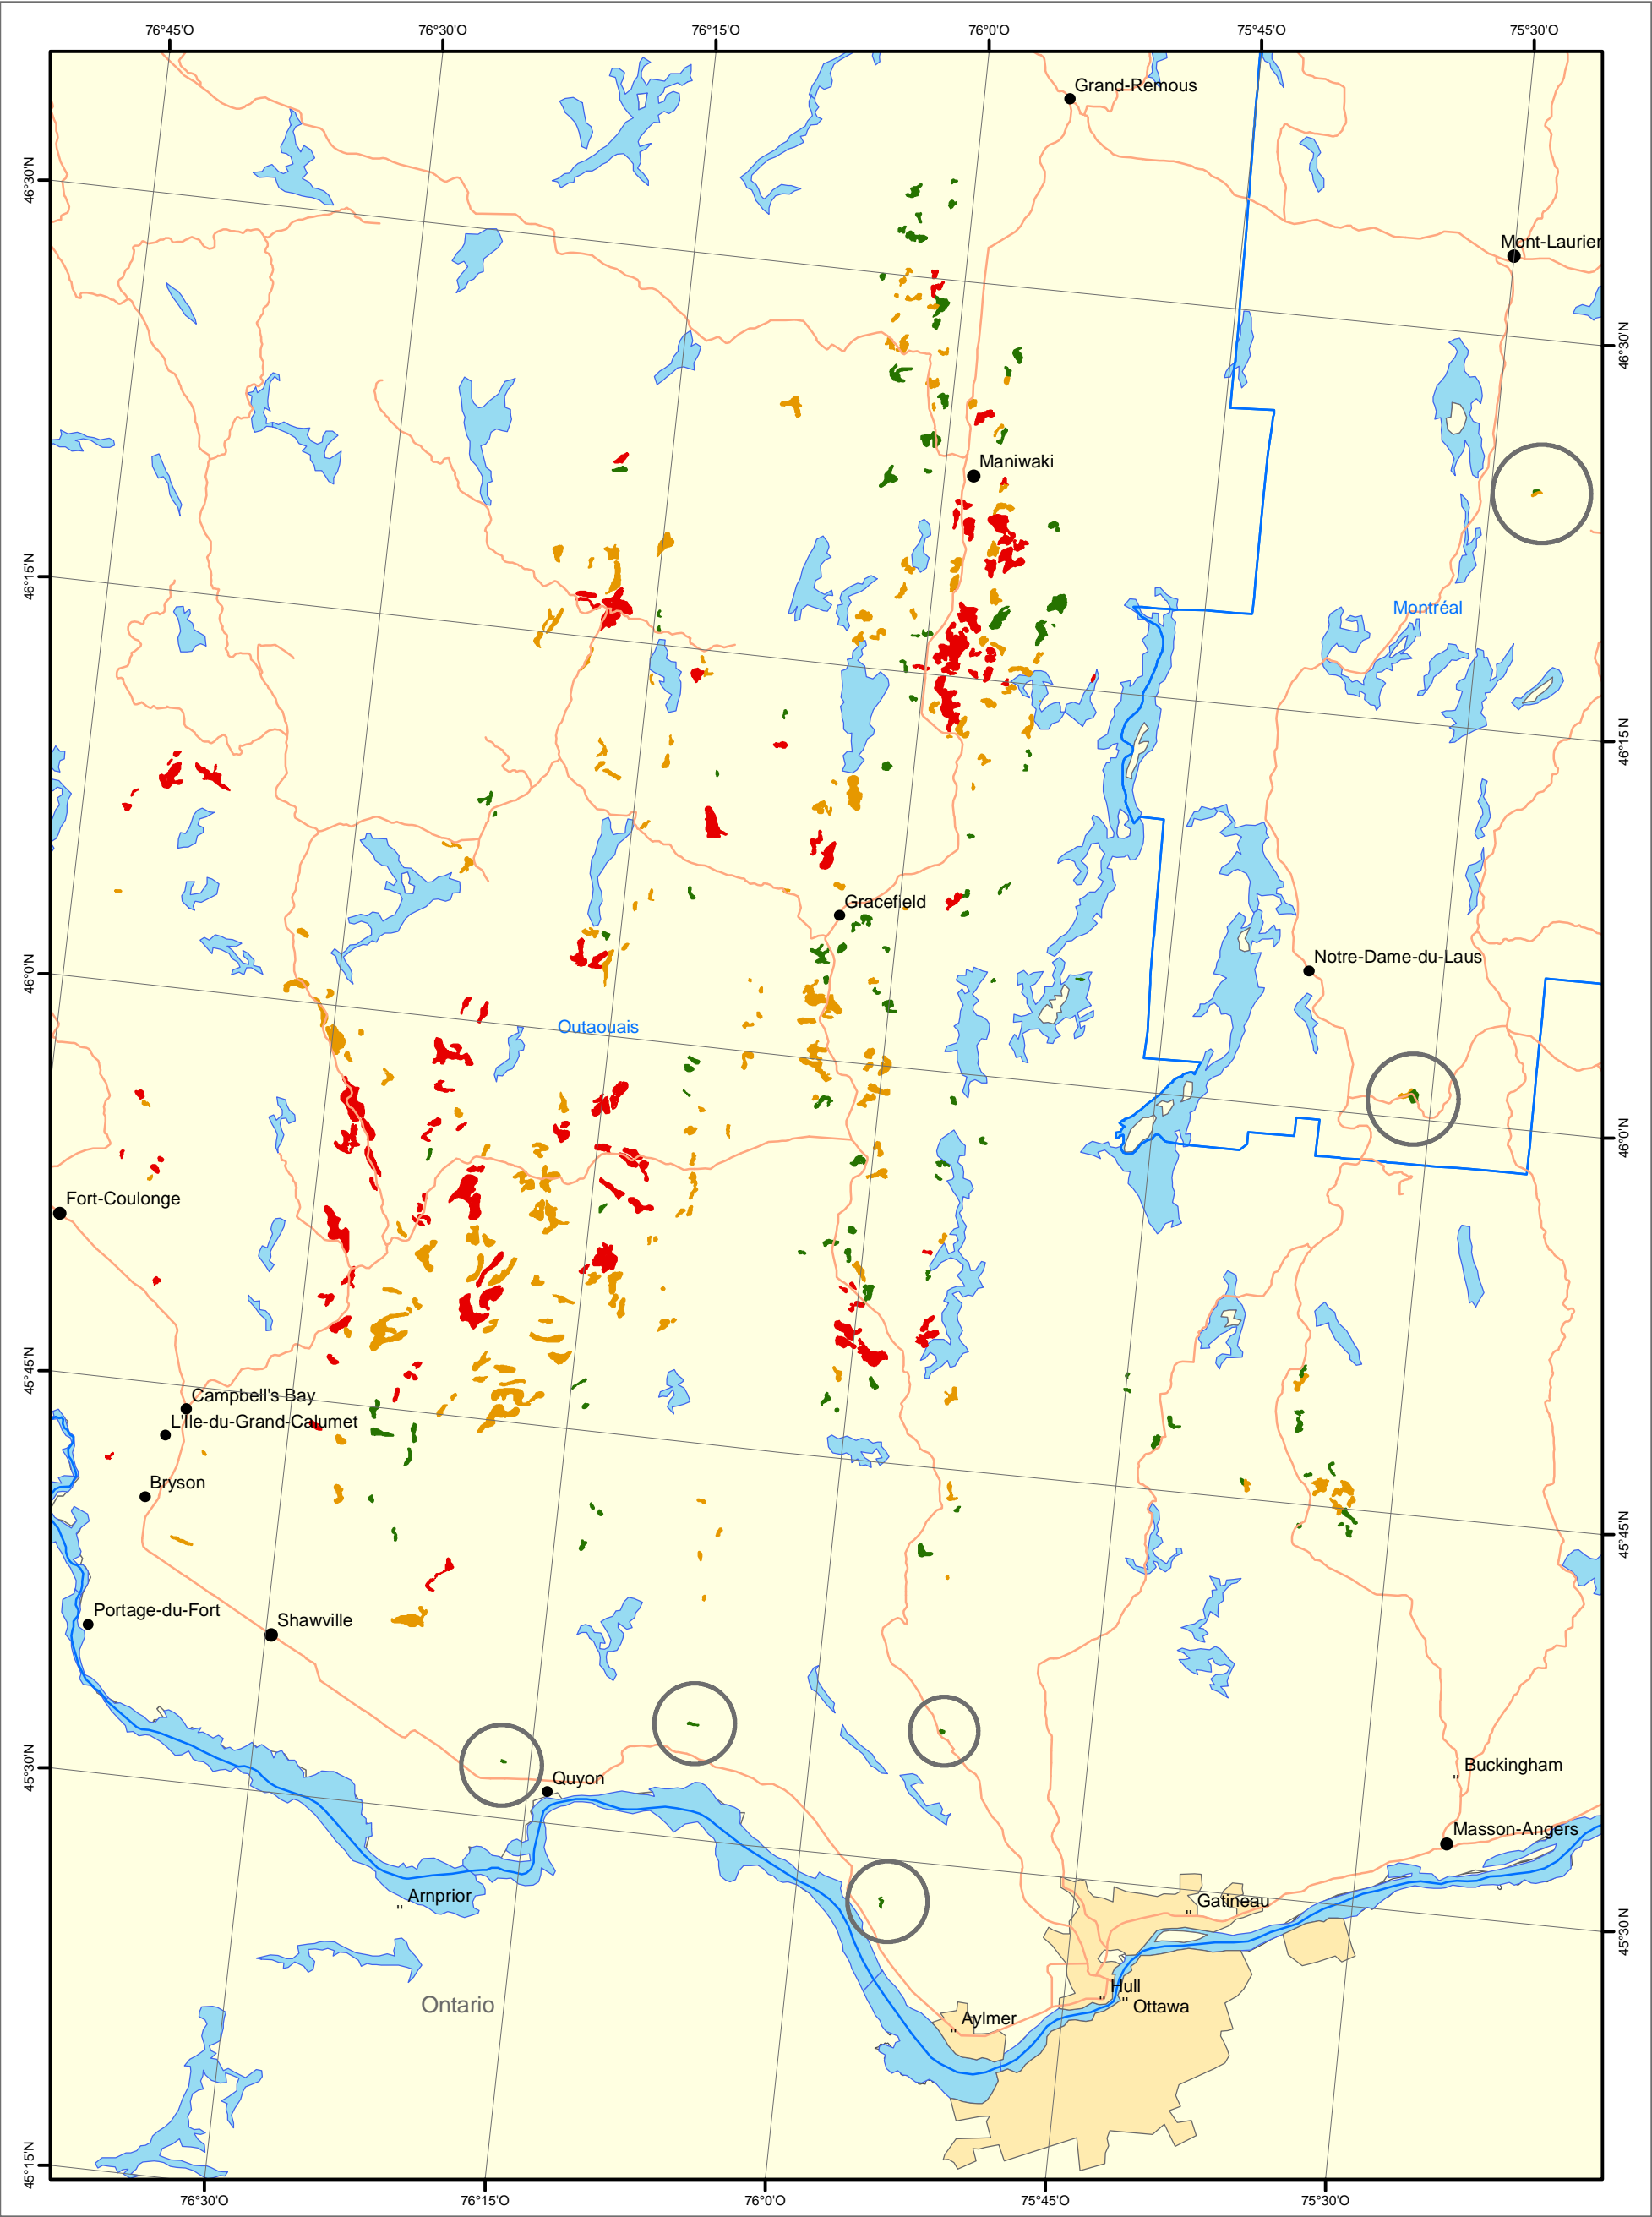 76°45'O 76°30'O 76°15'O 76°0'O 75°45'O 75°30'O
Grand-Remous
46°30'N
Mont-Laurier
46°30'N
Maniwaki
46°15'N
Montréal
46°15'N
Gracefield
Notre-Dame-du-Laus
46°0'N
Outaouais
46°0'N
Fort-Coulonge
45°45'N
Campbell's Bay
L'Île-du-Grand-Calumet
Bryson
45°45'N
Portage-du-Fort
Shawville
45°30'N
Buckingham
Quyon
Masson-Angers
Arnprior
Gatineau
45°30'N
Hull
Ontario
Ottawa
Aylmer
45°15'N
76°30'O 76°15'O 76°0'O 75°45'O 75°30'O